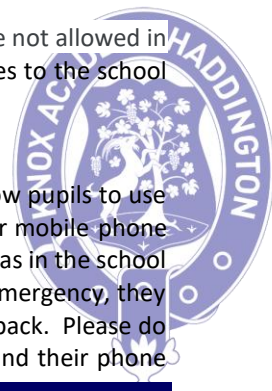 e not allowed in
es to the school
ow pupils to use
r mobile phone
as in the school
mergency, they
back. Please do
nd their phone
KNOX ACADEMY HADDINGTON